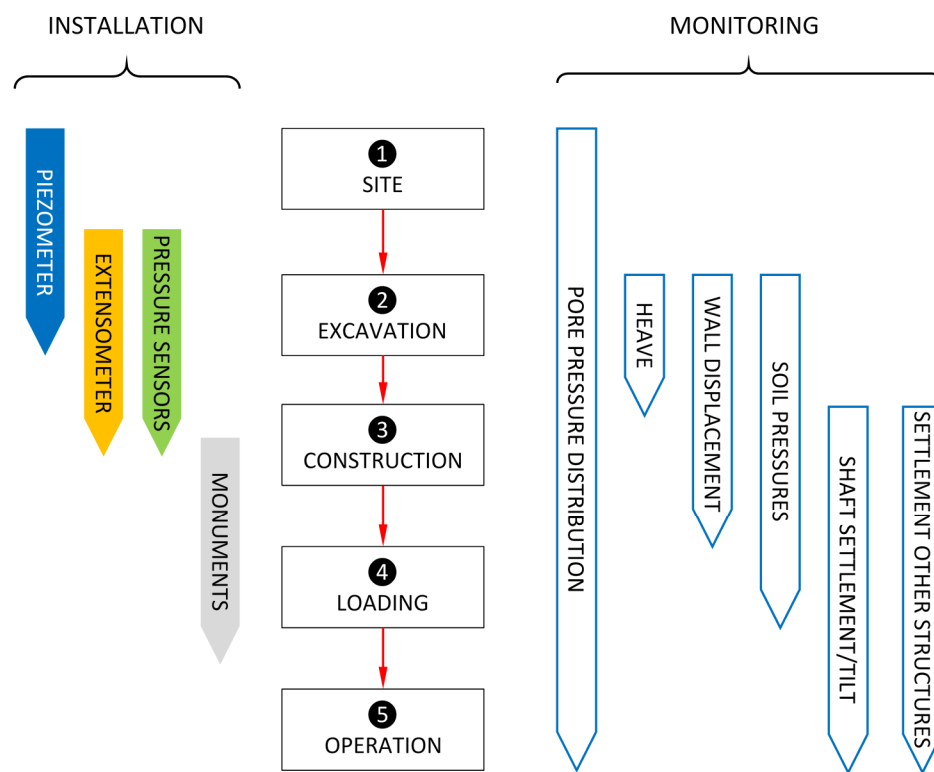 INSTALLATION
MONITORING
PIEZOMETER
EXTENSOMETER
PRESSURE SENSORS
MONUMENTS
1
SITE
2
EXCAVATION
3
CONSTRUCTION
4
LOADING
5
OPERATION
PORE PRESSURE DISTRIBUTION
HEAVE
WALL DISPLACEMENT
SOIL PRESSURES
SHAFT SETTLEMENT/TILT
SETTLEMENT OTHER STRUCTURES